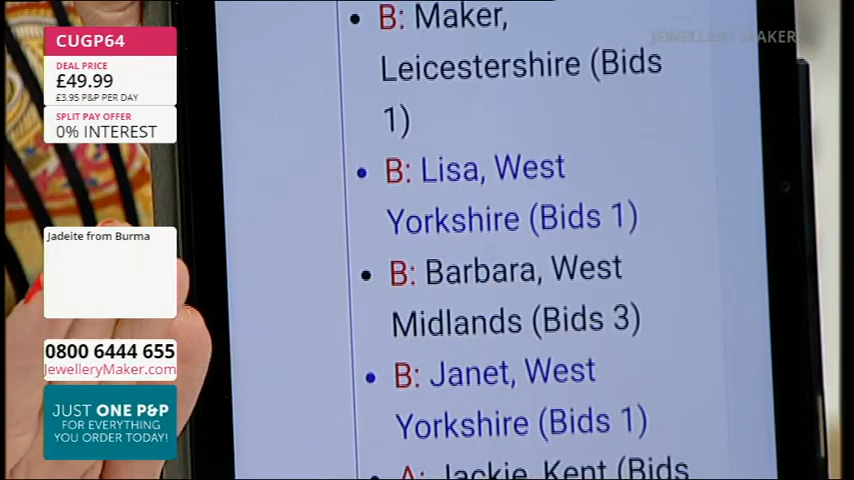 CUGP64
DEAL PRICE
£49.99
£3.95 P&P PER DAY
SPLIT PAY OFFER
0% INTEREST
Jadeite from Burma
0800 6444 655
JewelleryMaker.com
JUST ONE P&P
FOR EVERYTHING
YOU ORDER TODAY!
JEWELLERY MAKER
B: Maker,
Leicestershire (Bids
1)
B: Lisa, West
Yorkshire (Bids 1)
B: Barbara, West
Midlands (Bids 3)
B: Janet, West
Yorkshire (Bids 1)
A: Jackie, Kent (Bids